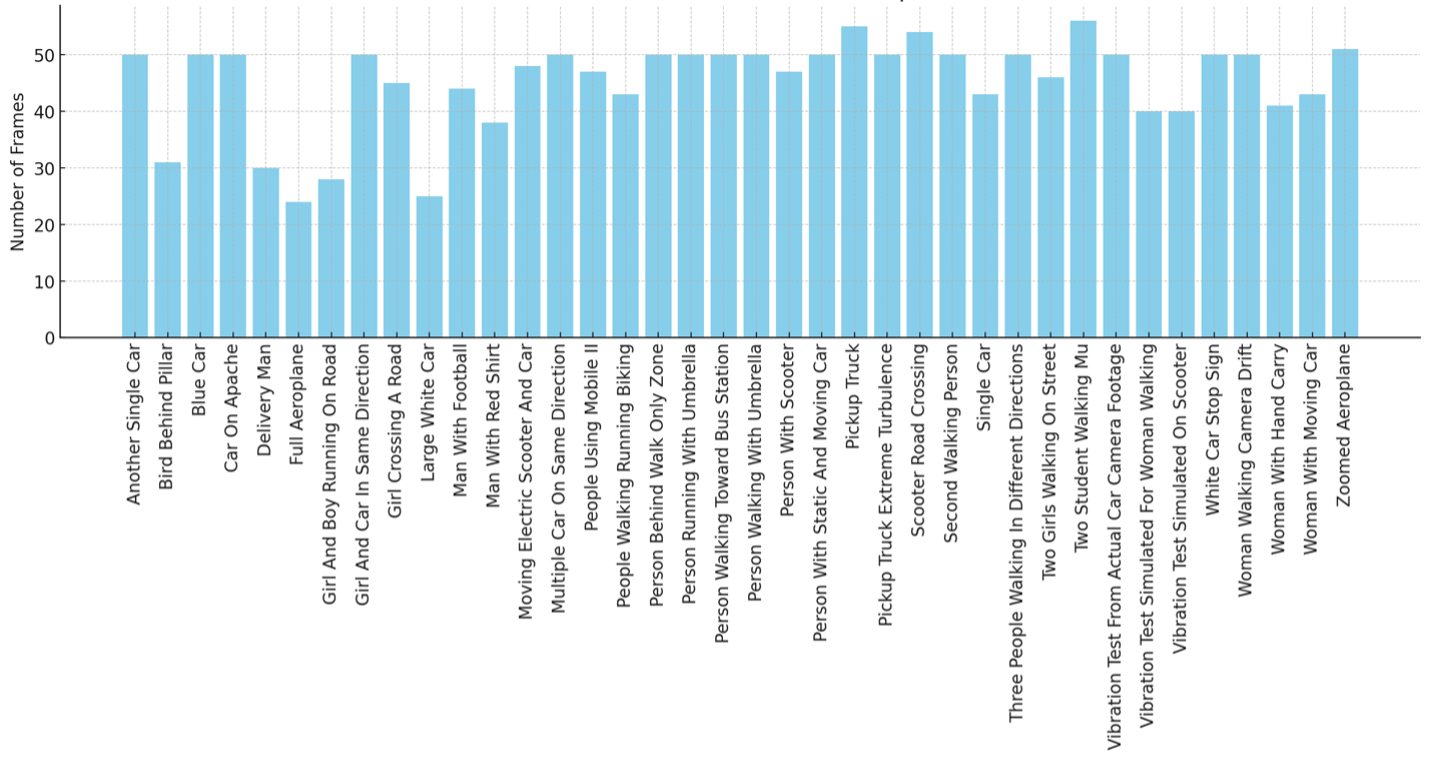 Number of Frames
50
40
30
20
10
0
Another Single Car
Bird Behind Pillar
Blue Car
Car On Apache
Delivery Man
Full Aeroplane
Girl And Boy Running On Road
Girl And Car In Same Direction
Girl Crossing A Road
Large White Car
Man With Football
Man With Red Shirt
Moving Electric Scooter And Car
Multiple Car On Same Direction
People Using Mobile II
People Walking Running Biking
Person Behind Walk Only Zone
Person Running With Umbrella
Person Walking Toward Bus Station
Person Walking With Umbrella
Person With Scooter
Person With Static And Moving Car
Pickup Truck
Pickup Truck Extreme Turbulence
Scooter Road Crossing
Second Walking Person
Single Car
Three People Walking In Different Directions
Two Girls Walking On Street
Two Student Walking Mu
Vibration Test From Actual Car Camera Footage
Vibration Test Simulated For Woman Walking
Vibration Test Simulated On Scooter
White Car Stop Sign
Woman Walking Camera Drift
Woman With Hand Carry
Woman With Moving Car
Zoomed Aeroplane